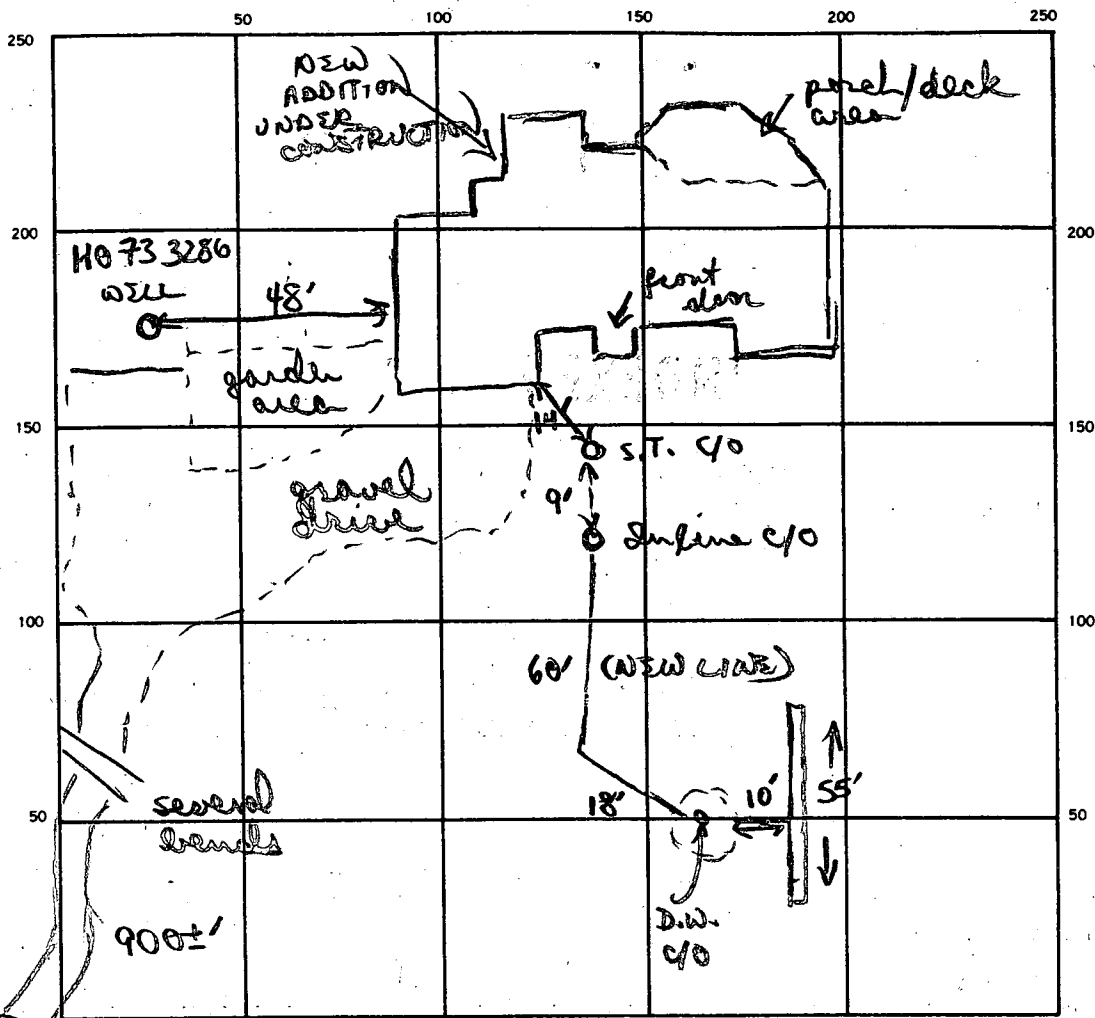 50 100 150 200 250
250
NEW
ADDITION
UNDER
CONSTRUCTION
porch/deck
area
200 200
HO 73 3286
WELL
48'
front
door
garden
area
150 150
14'
S.T. C/O
gravel
drive
9'
Inline C/O
100 100
60' (NEW LINE)
several
bends
50 50
18'
10'
55'
D.W.
C/O
900±'